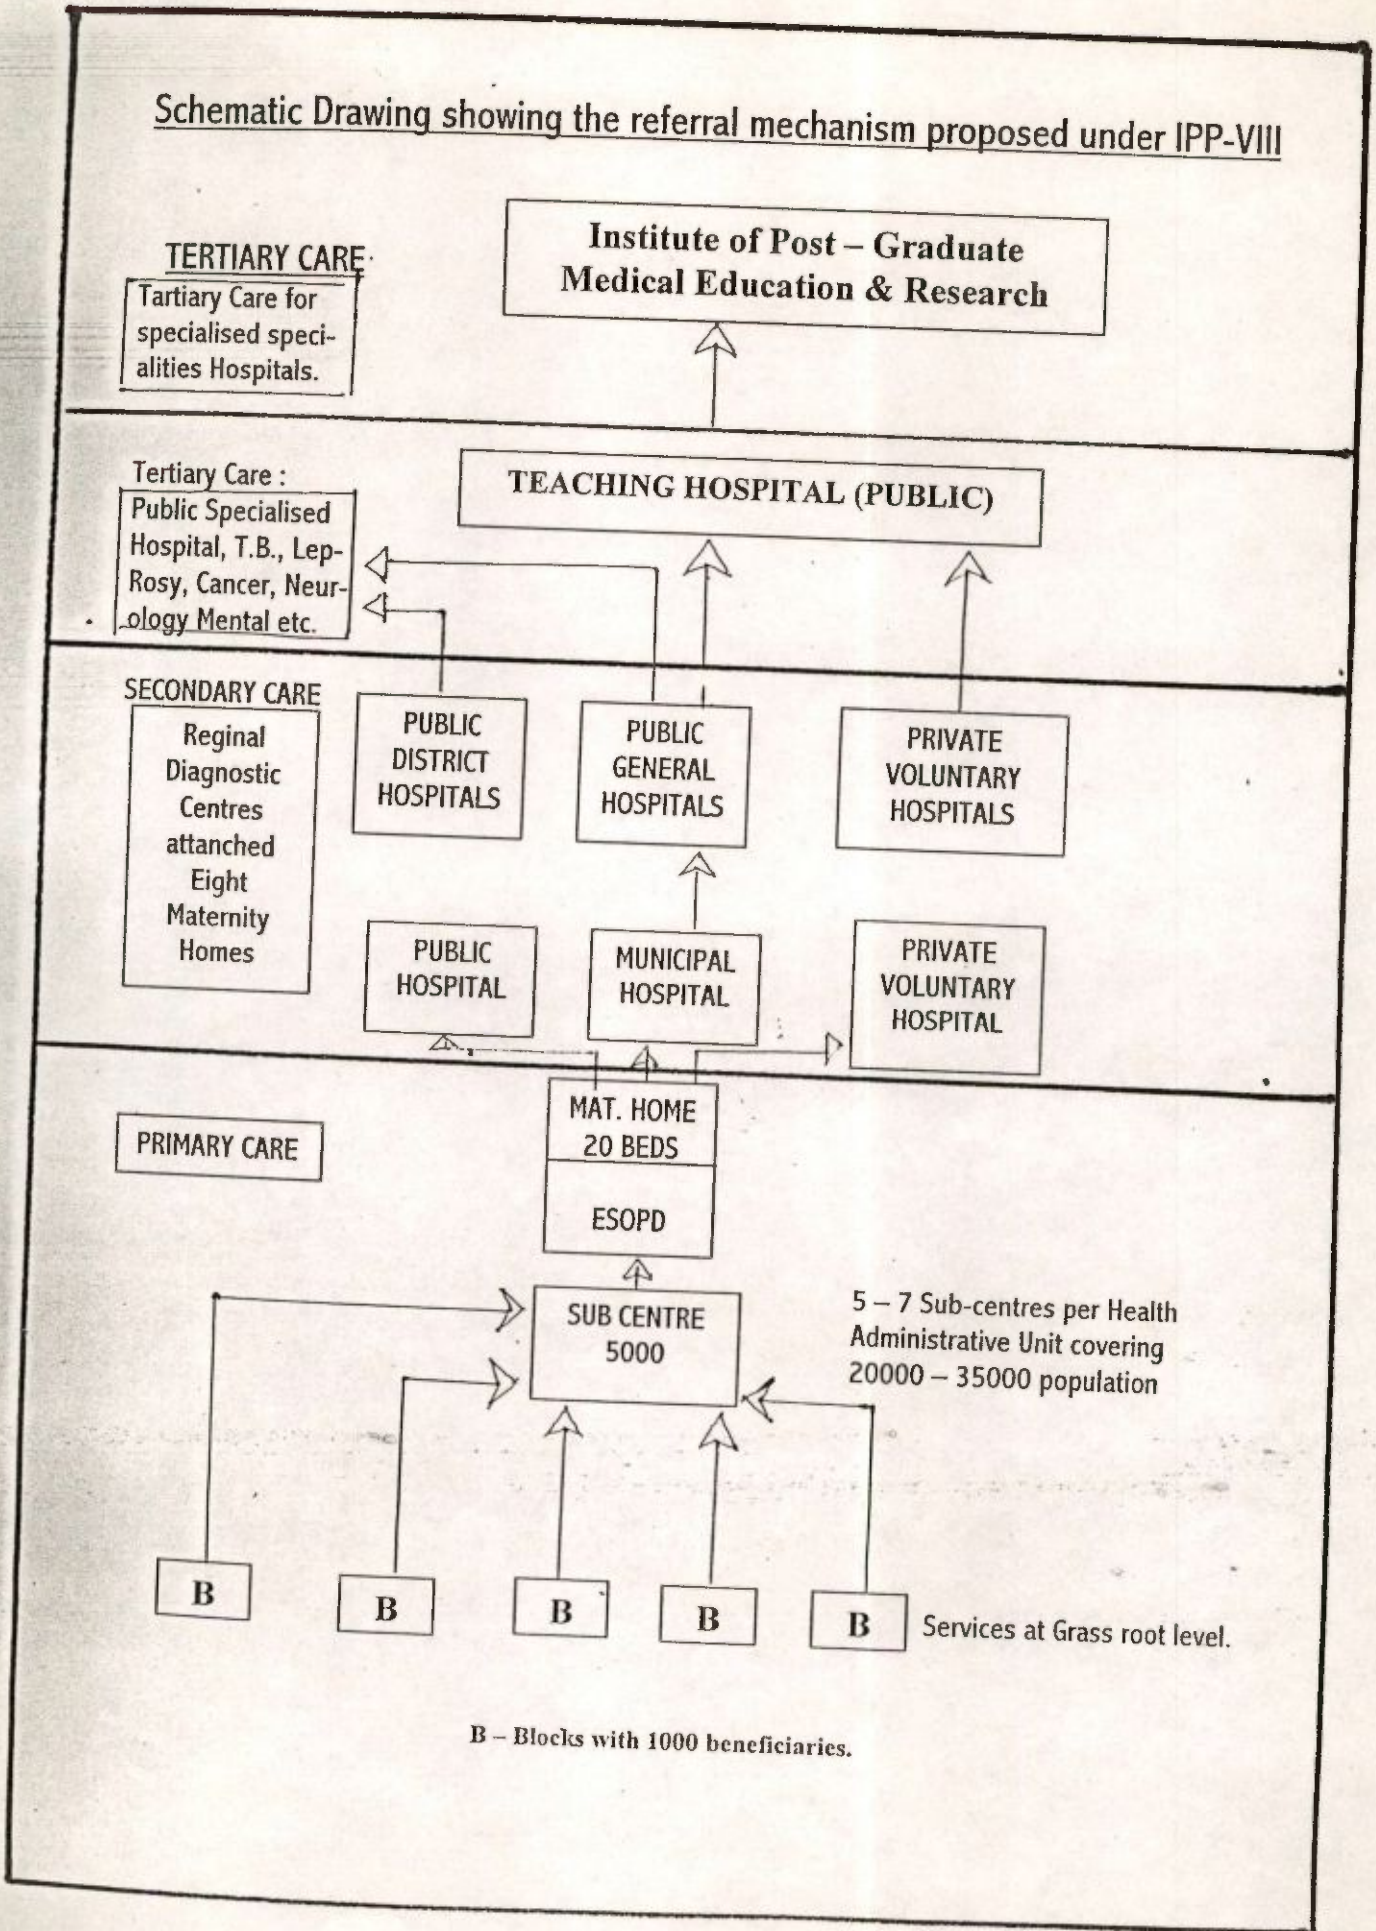 Schematic Drawing showing the referral mechanism proposed under IPP-VIII
Institute of Post – Graduate
Medical Education & Research
TERTIARY CARE
Tartiary Care for
specialised speci-
alities Hospitals.
TEACHING HOSPITAL (PUBLIC)
Tertiary Care :
Public Specialised
Hospital, T.B., Lep-
Rosy, Cancer, Neur-
ology Mental etc.
SECONDARY CARE
Reginal
Diagnostic
Centres
attanched
Eight
Maternity
Homes
PUBLIC
DISTRICT
HOSPITALS
PUBLIC
GENERAL
HOSPITALS
PRIVATE
VOLUNTARY
HOSPITALS
PUBLIC
HOSPITAL
MUNICIPAL
HOSPITAL
PRIVATE
VOLUNTARY
HOSPITAL
PRIMARY CARE
MAT. HOME
20 BEDS
ESOPD
SUB CENTRE
5000
5 – 7 Sub-centres per Health
Administrative Unit covering
20000 – 35000 population
B
B
B
B
B
Services at Grass root level.
B – Blocks with 1000 beneficiaries.